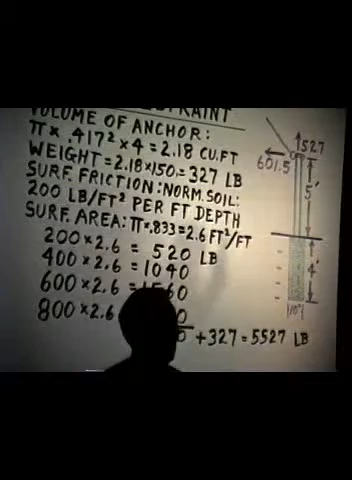 VOLUME OF ANCHOR:
π × .417² × 4 = 2.18 CU.FT
WEIGHT = 2.18×150 = 327 LB
SURF. FRICTION: NORM. SOIL:
200 LB/FT² PER FT DEPTH
SURF. AREA: π×.833 = 2.6 FT²/FT
200 × 2.6 = 520 LB
400 × 2.6 = 1040
600 × 2.6 = 1560
800 × 2.6
+327 = 5527 LB
1527
601.5
5'
4'
10"